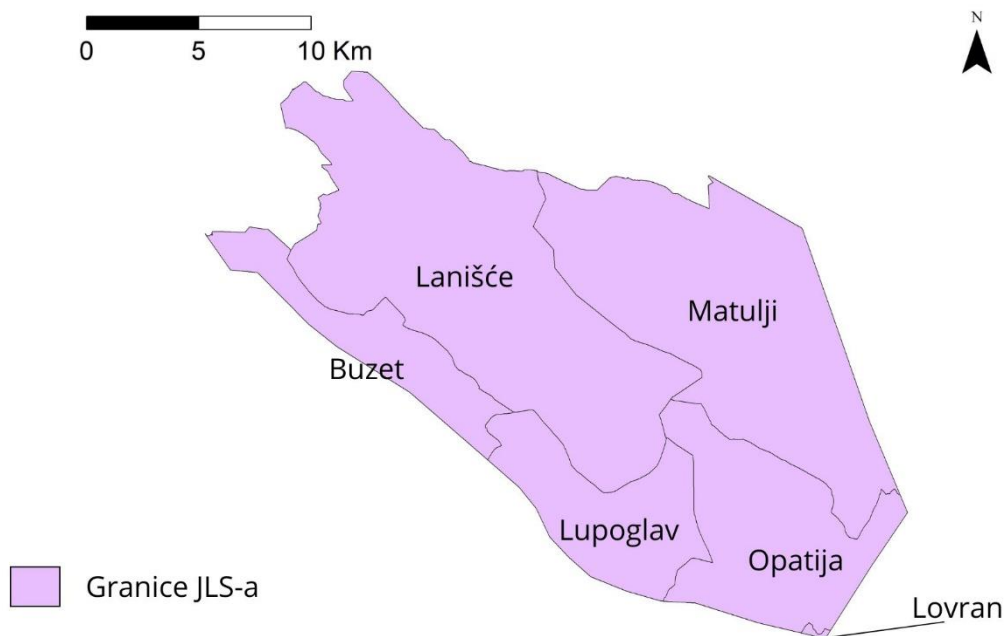 0 5 10 Km
N
Lanišće
Matulji
Buzet
Lupoglav
Opatija
Granice JLS-a
Lovran